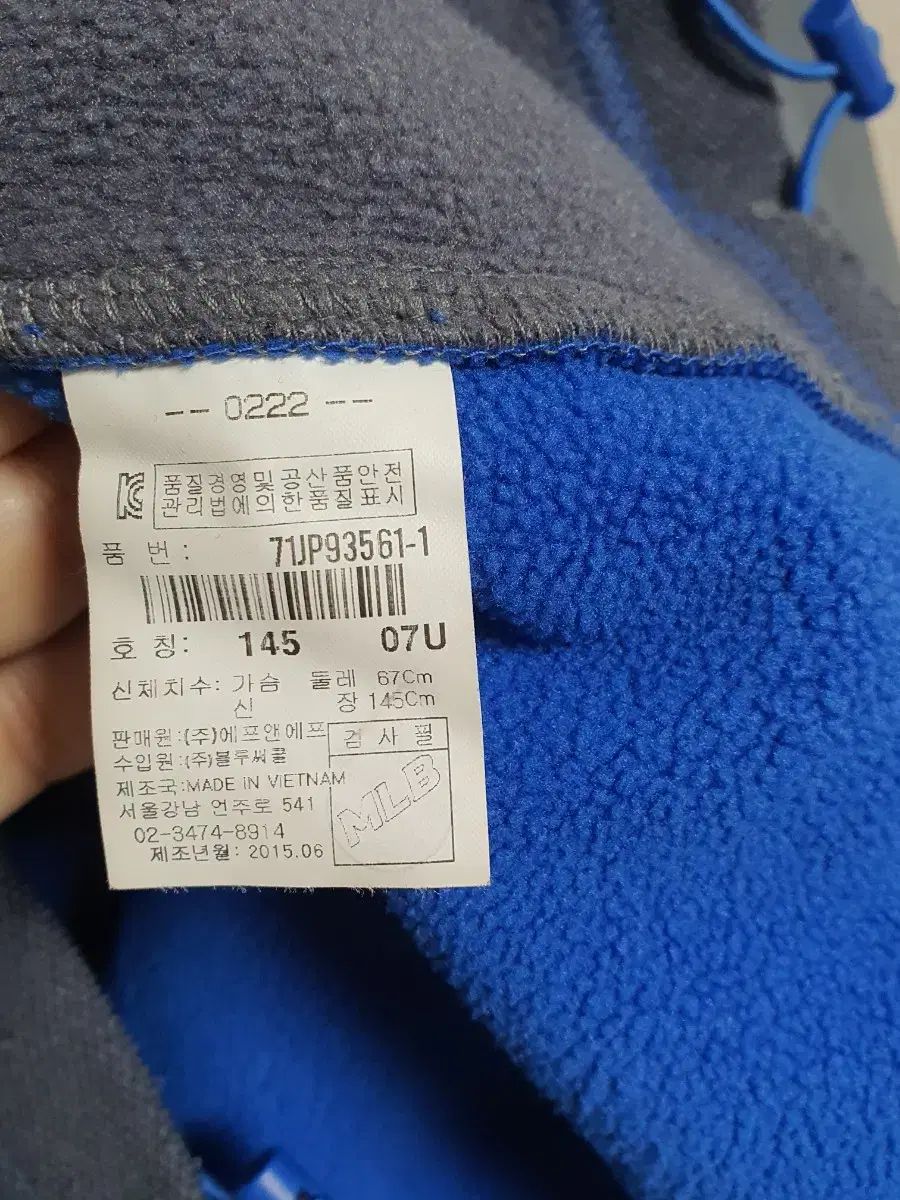 -- 0222 --
품질경영및공산품안전
관리법에의한품질표시
품 번 : 71JP93561-1
호 칭: 145 07U
신체치수: 가슴 둘레 67Cm
신 장 145Cm
판매원:(주)에프앤에프
수입원:(주)블루써클
제조국:MADE IN VIETNAM
서울강남 언주로 541
02-3474-8914
제조년월: 2015.06
검 사 필
MLB